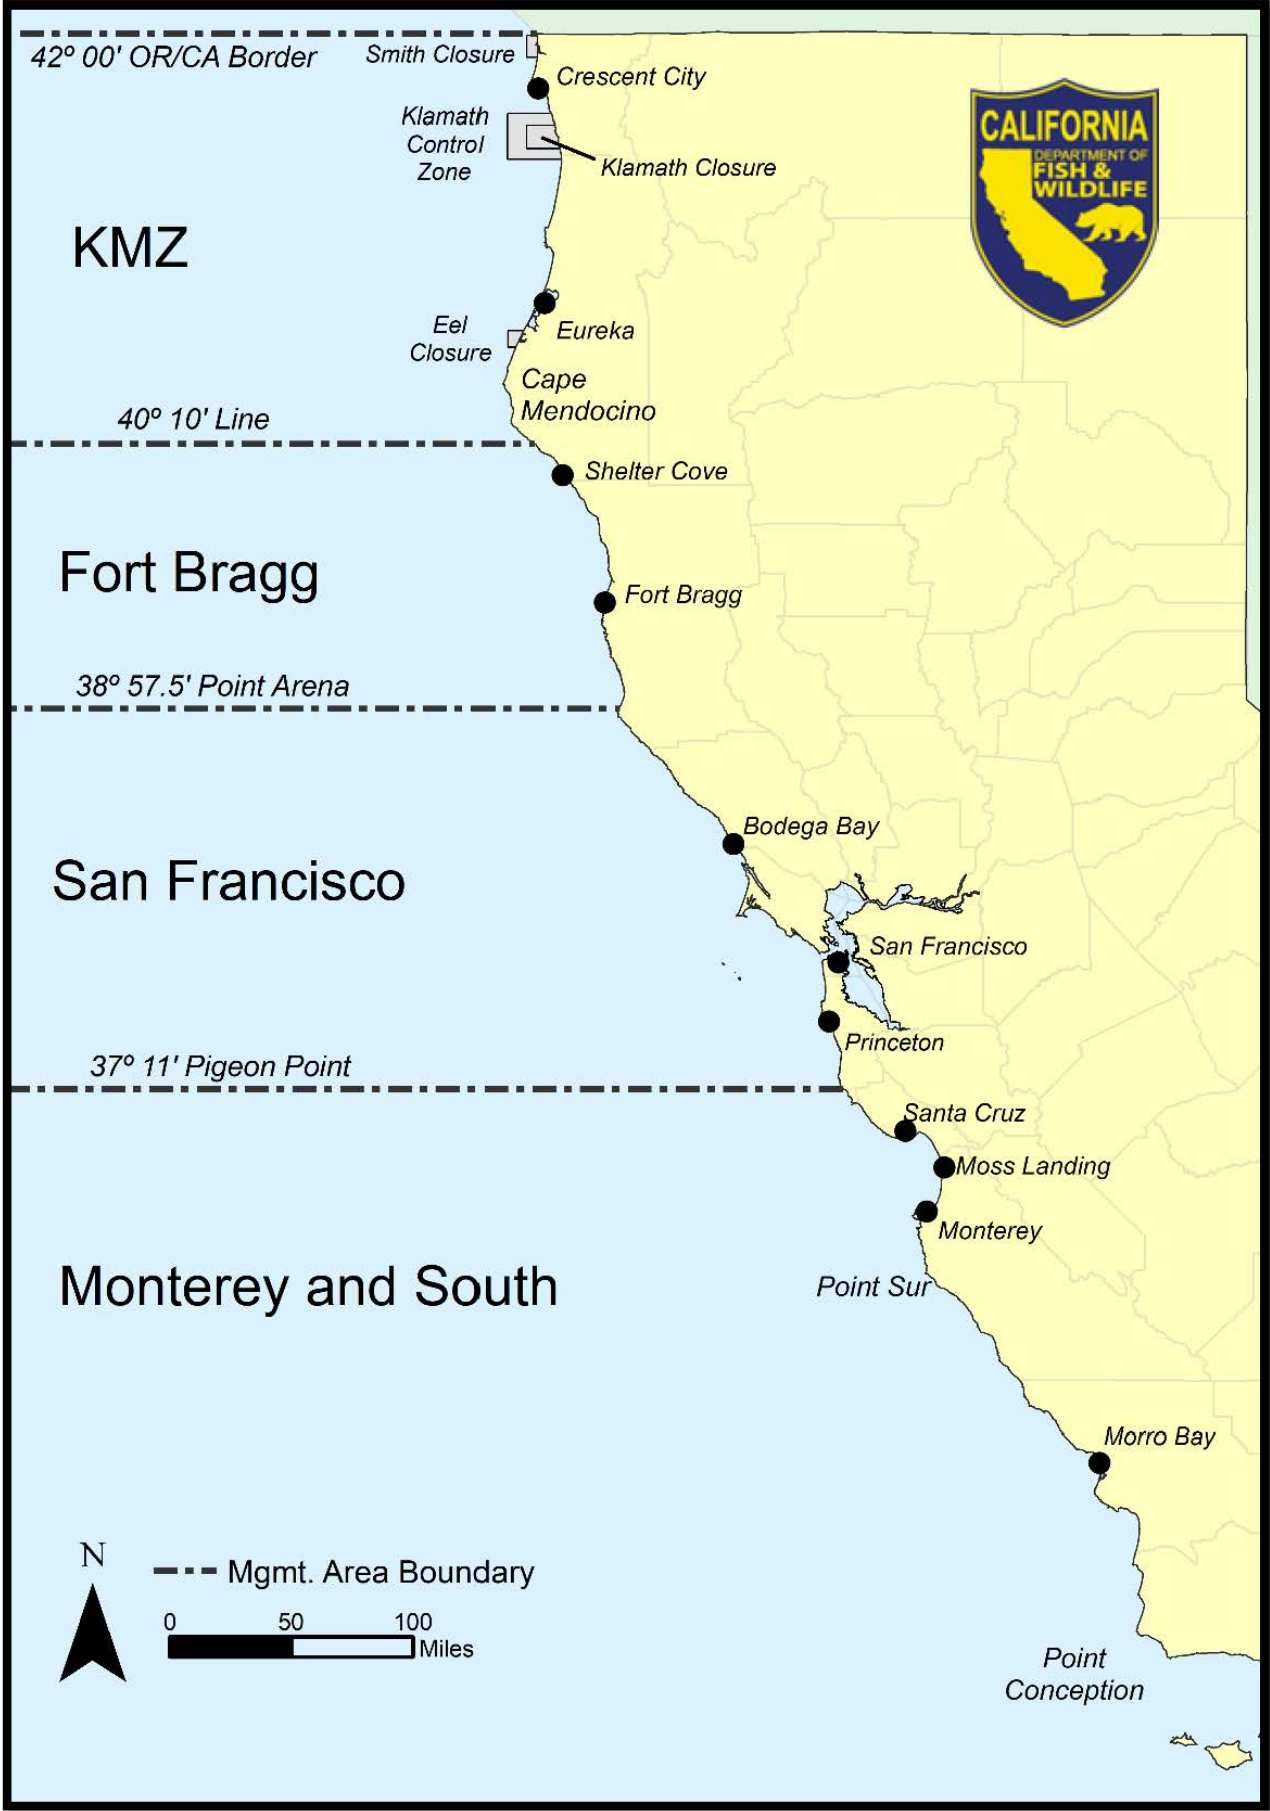 42º 00' OR/CA Border
Smith Closure
Crescent City
CALIFORNIA
DEPARTMENT OF
FISH &
WILDLIFE
Klamath
Control
Zone
Klamath Closure
KMZ
Eureka
Eel
Closure
Cape
Mendocino
40º 10' Line
Shelter Cove
Fort Bragg
Fort Bragg
38º 57.5' Point Arena
Bodega Bay
San Francisco
San Francisco
Princeton
37º 11' Pigeon Point
Santa Cruz
Moss Landing
Monterey
Monterey and South
Point Sur
Morro Bay
N
Mgmt. Area Boundary
0 50 100
Miles
Point
Conception